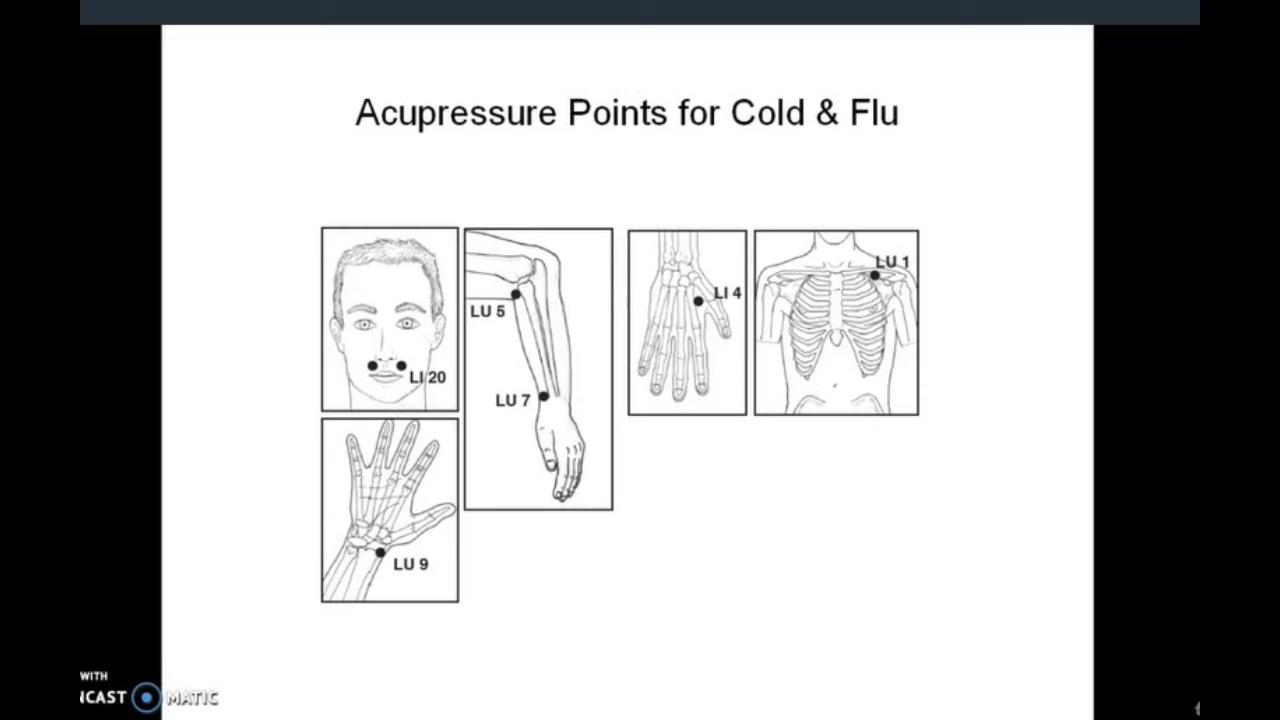 Acupressure Points for Cold & Flu
LI 20
LU 5
LU 7
LI 4
LU 1
LU 9
WITH
MATIC